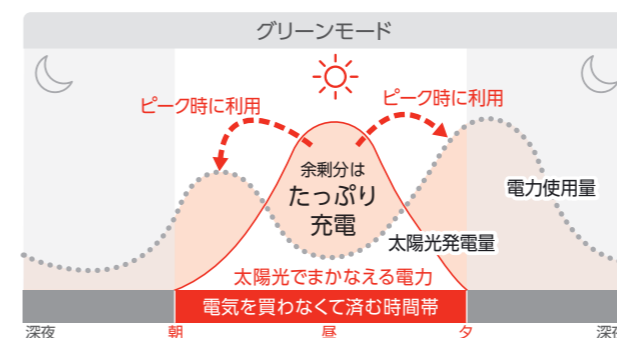 グリーンモード
ピーク時に利用
ピーク時に利用
余剰分は
たっぷり
充電
電力使用量
太陽光発電量
太陽光でまかなえる電力
電気を買わなくて済む時間帯
深夜 朝 昼 夕 深夜